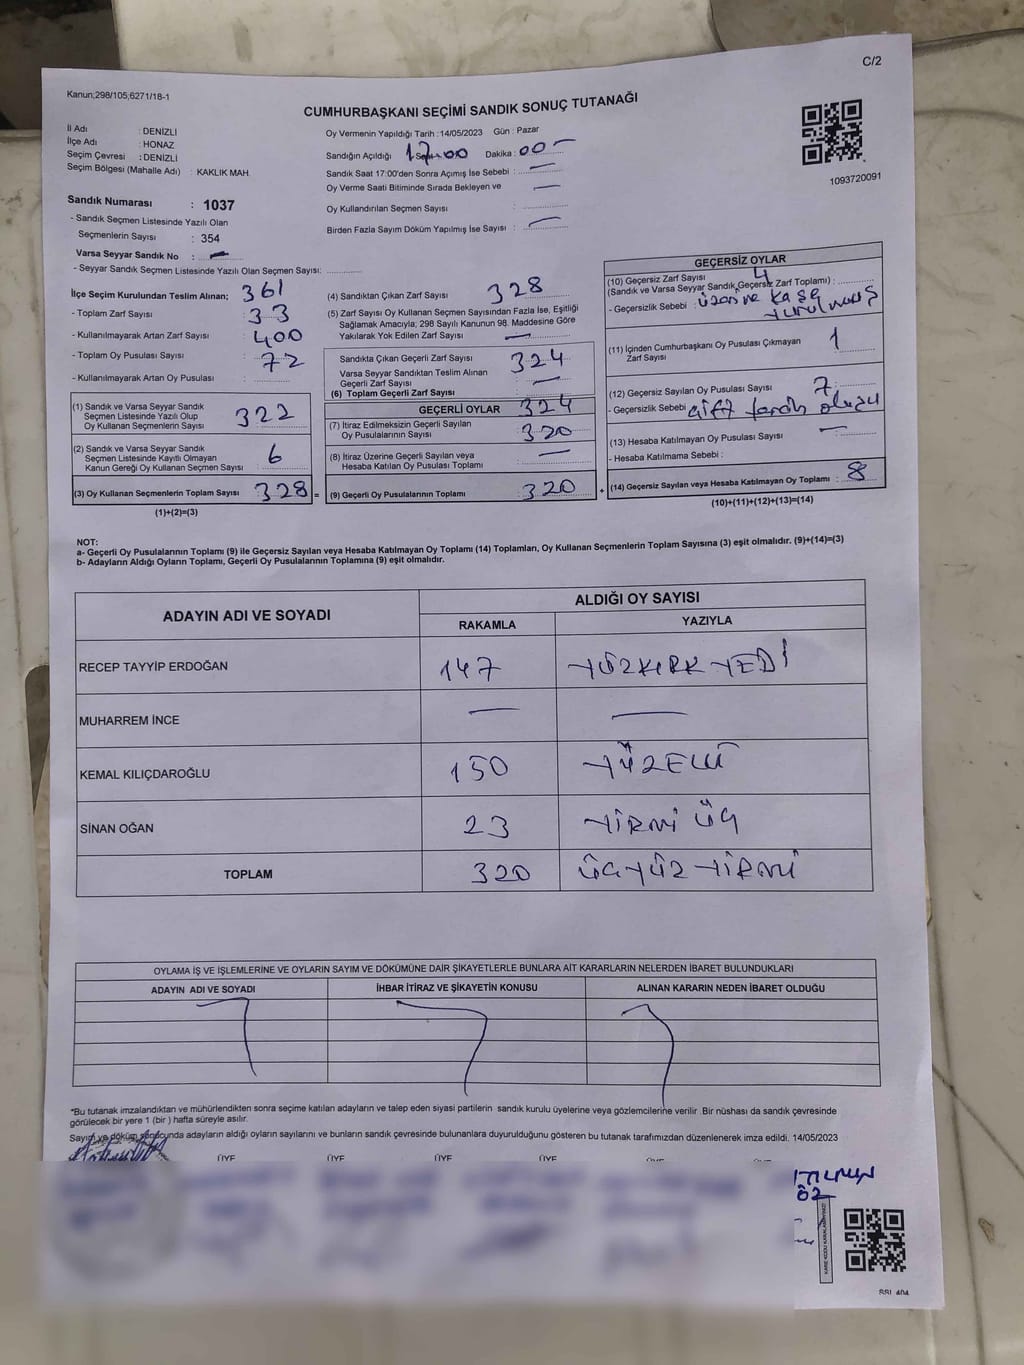 C/2
Kanun;298/105;6271/18-1
CUMHURBAŞKANI SEÇİMİ SANDIK SONUÇ TUTANAĞI
İl Adı : DENİZLİ
İlçe Adı : HONAZ
Seçim Çevresi : DENİZLİ
Seçim Bölgesi (Mahalle Adı) : KAKLIK MAH.
Oy Vermenin Yapıldığı Tarih : 14/05/2023 Gün : Pazar
Sandığın Açıldığı Saat 17.00 Dakika : 00 —
Sandık Saat 17:00'den Sonra Açımış İse Sebebi : —
Oy Verme Saati Bitiminde Sırada Bekleyen ve —
Oy Kullandırılan Seçmen Sayısı :
Birden Fazla Sayım Döküm Yapılmış İse Sayısı : —
1093720091
Sandık Numarası : 1037
- Sandık Seçmen Listesinde Yazılı Olan
Seçmenlerin Sayısı : 354
Varsa Seyyar Sandık No : —
- Seyyar Sandık Seçmen Listesinde Yazılı Olan Seçmen Sayısı:
İlçe Seçim Kurulundan Teslim Alınan; 361
- Toplam Zarf Sayısı : 33
- Kullanılmayarak Artan Zarf Sayısı : 400
- Toplam Oy Pusulası Sayısı : 72
- Kullanılmayarak Artan Oy Pusulası :
(1) Sandık ve Varsa Seyyar Sandık
Seçmen Listesinde Yazılı Olup
Oy Kullanan Seçmenlerin Sayısı : 322
(2) Sandık ve Varsa Seyyar Sandık
Seçmen Listesinde Kayıtlı Olmayan
Kanun Gereği Oy Kullanan Seçmen Sayısı : 6
(3) Oy Kullanan Seçmenlerin Toplam Sayısı : 328 =
(1)+(2)=(3)
(4) Sandıktan Çıkan Zarf Sayısı : 328
(5) Zarf Sayısı Oy Kullanan Seçmen Sayısından Fazla İse, Eşitliği
Sağlamak Amacıyla; 298 Sayılı Kanunun 98. Maddesine Göre
Yakılarak Yok Edilen Zarf Sayısı : —
Sandıkta Çıkan Geçerli Zarf Sayısı : 324
Varsa Seyyar Sandıktan Teslim Alınan
Geçerli Zarf Sayısı : —
(6) Toplam Geçerli Zarf Sayısı : 324
GEÇERLİ OYLAR
(7) İtiraz Edilmeksizin Geçerli Sayılan
Oy Pusulalarının Sayısı : 320
(8) İtiraz Üzerine Geçerli Sayılan veya
Hesaba Katılan Oy Pusulası Toplamı : —
(9) Geçerli Oy Pusulalarının Toplamı : 320 +
GEÇERSİZ OYLAR
(10) Geçersiz Zarf Sayısı 4
(Sandık ve Varsa Seyyar Sandık Geçersiz Zarf Toplamı) :
- Geçersizlik Sebebi : üzerine kaşe
vurulmuş
(11) İçinden Cumhurbaşkanı Oy Pusulası Çıkmayan
Zarf Sayısı : 1
(12) Geçersiz Sayılan Oy Pusulası Sayısı : 7
- Geçersizlik Sebebi çift tercih oluşu
(13) Hesaba Katılmayan Oy Pusulası Sayısı : —
- Hesaba Katılmama Sebebi :
(14) Geçersiz Sayılan veya Hesaba Katılmayan Oy Toplamı : 8
(10)+(11)+(12)+(13)=(14)
NOT:
a- Geçerli Oy Pusulalarının Toplamı (9) ile Geçersiz Sayılan veya Hesaba Katılmayan Oy Toplamı (14) Toplamları, Oy Kullanan Seçmenlerin Toplam Sayısına (3) eşit olmalıdır. (9)+(14)=(3)
b- Adayların Aldığı Oyların Toplamı, Geçerli Oy Pusulalarının Toplamına (9) eşit olmalıdır.
ADAYIN ADI VE SOYADI
ALDIĞI OY SAYISI
RAKAMLA YAZIYLA
RECEP TAYYİP ERDOĞAN 147 YÜZKIRK YEDİ
MUHARREM İNCE — —
KEMAL KILIÇDAROĞLU 150 YÜZELLİ
SİNAN OĞAN 23 YİRMİ ÜÇ
TOPLAM 320 ÜÇYÜZ YİRMİ
OYLAMA İŞ VE İŞLEMLERİNE VE OYLARIN SAYIM VE DÖKÜMÜNE DAİR ŞİKAYETLERLE BUNLARA AİT KARARLARIN NELERDEN İBARET BULUNDUKLARI
ADAYIN ADI VE SOYADI İHBAR İTİRAZ VE ŞİKAYETİN KONUSU ALINAN KARARIN NEDEN İBARET OLDUĞU
*Bu tutanak imzalandıktan ve mühürlendikten sonra seçime katılan adayların ve talep eden siyasi partilerin sandık kurulu üyelerine veya gözlemcilerine verilir. Bir nüshası da sandık çevresinde
görülecek bir yere 1 (bir ) hafta süreyle asılır.
Sayım ve döküm sonucunda adayların aldığı oyların sayılarını ve bunların sandık çevresinde bulunanlara duyurulduğunu gösteren bu tutanak tarafımızdan düzenlenerek imza edildi. 14/05/2023
ÜYE ÜYE ÜYE ÜYE